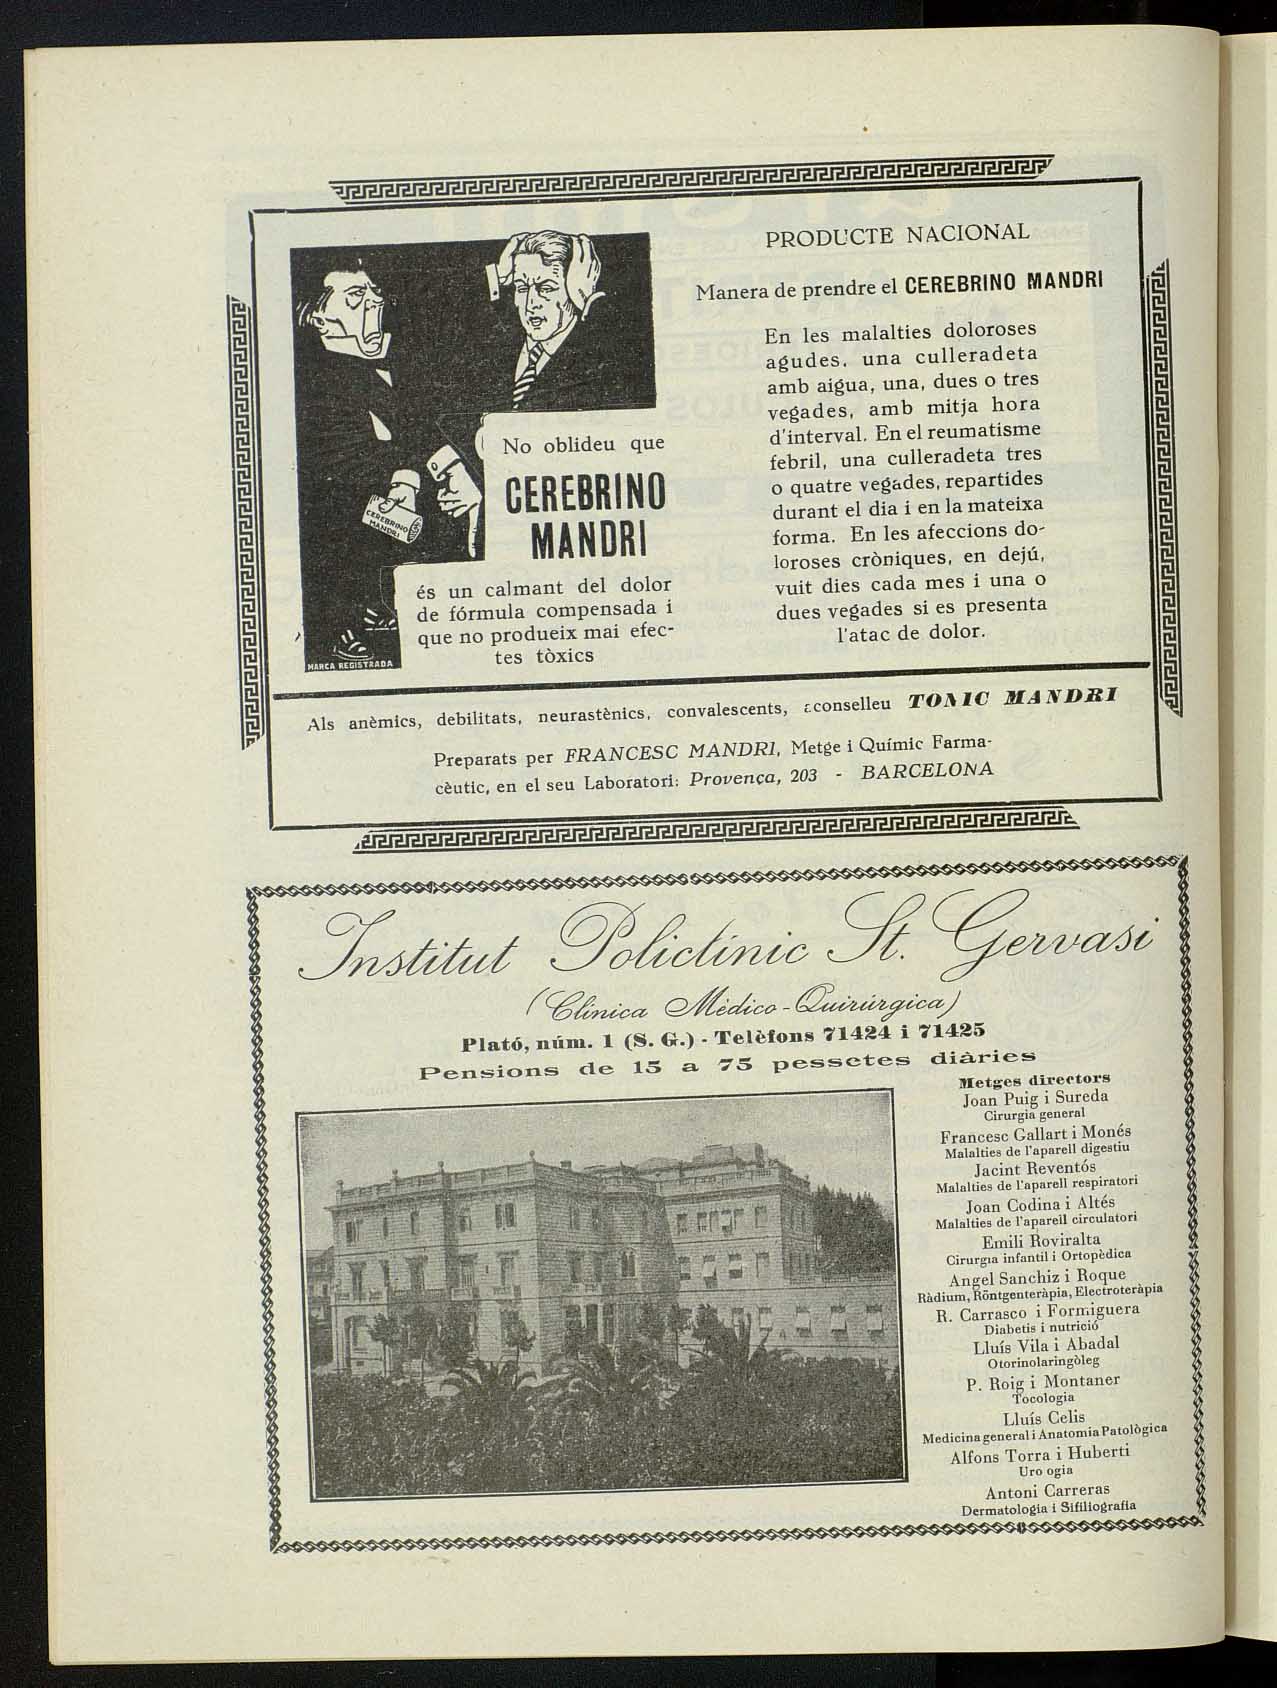 PRODUCTE NACIONAL
Manera de prendre el CEREBRINO MANDRI
En les malalties doloroses
agudes, una culleradeta
amb aigua, una, dues o tres
vegades, amb mitja hora
d'interval. En el reumatisme
febril, una culleradeta tres
o quatre vegades, repartides
durant el dia i en la mateixa
forma. En les afeccions do-
loroses cròniques, en dejú,
vuit dies cada mes i una o
dues vegades si es presenta
l'atac de dolor.
No oblideu que
CEREBRINO
MANDRI
és un calmant del dolor
de fórmula compensada i
que no produeix mai efec-
tes tòxics
CEREBRINO
MANDRI
MARCA REGISTRADA
Als anèmics, debilitats, neurastènics, convalescents, aconselleu TONIC MANDRI
Preparats per FRANCESC MANDRI, Metge i Químic Farma-
cèutic, en el seu Laboratori: Provença, 203 - BARCELONA
Institut Policlínic St. Gervasi
(Clínica Médico-Quirúrgica)
Plató, núm. 1 (S. G.) - Telèfons 71424 i 71425
Pensions de 15 a 75 pessetes diàries
Metges directors
Joan Puig i Sureda
Cirurgia general
Francesc Gallart i Monés
Malalties de l'aparell digestiu
Jacint Reventós
Malalties de l'aparell respiratori
Joan Codina i Altés
Malalties de l'aparell circulatori
Emili Roviralta
Cirurgia infantil i Ortopèdica
Angel Sanchiz i Roque
Ràdium, Röntgenteràpia, Electroteràpia
R. Carrasco i Formiguera
Diabetis i nutrició
Lluís Vila i Abadal
Otorinolaringòleg
P. Roig i Montaner
Tocologia
Lluís Celis
Medicina general i Anatomia Patològica
Alfons Torra i Huberti
Uro ogia
Antoni Carreras
Dermatologia i Sifiliografia